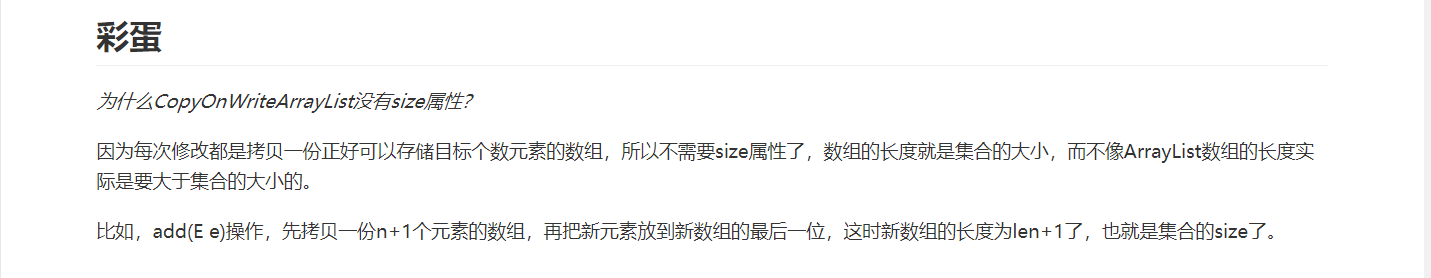 彩蛋
为什么CopyOnWriteArrayList没有size属性？
因为每次修改都是拷贝一份正好可以存储目标个数元素的数组，所以不需要size属性了，数组的长度就是集合的大小，而不像ArrayList数组的长度实
际是要大于集合的大小的。
比如，add(E e)操作，先拷贝一份n+1个元素的数组，再把新元素放到新数组的最后一位，这时新数组的长度为len+1了，也就是集合的size了。